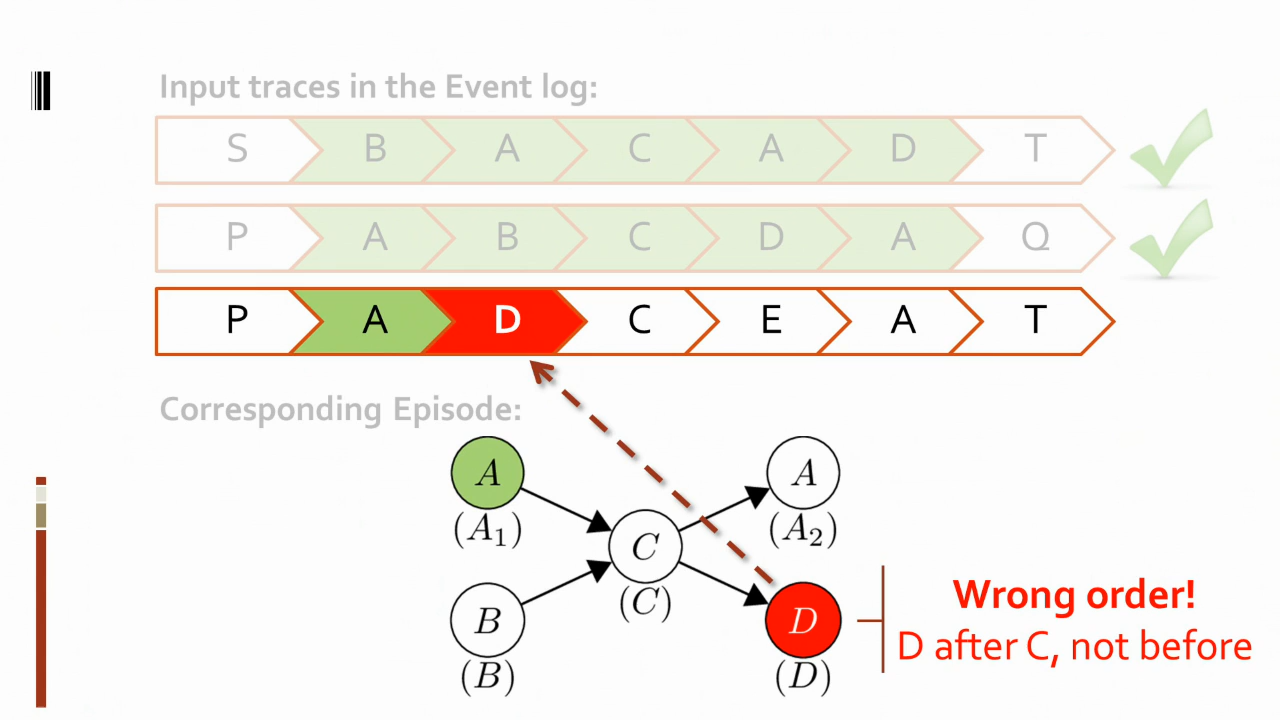 Input traces in the Event log:
S B A C A D T
P A B C D A Q
P A D C E A T
Corresponding Episode:
A A
(A₁) (A₂)
C
(C)
B D
(B) (D)
Wrong order!
D after C, not before